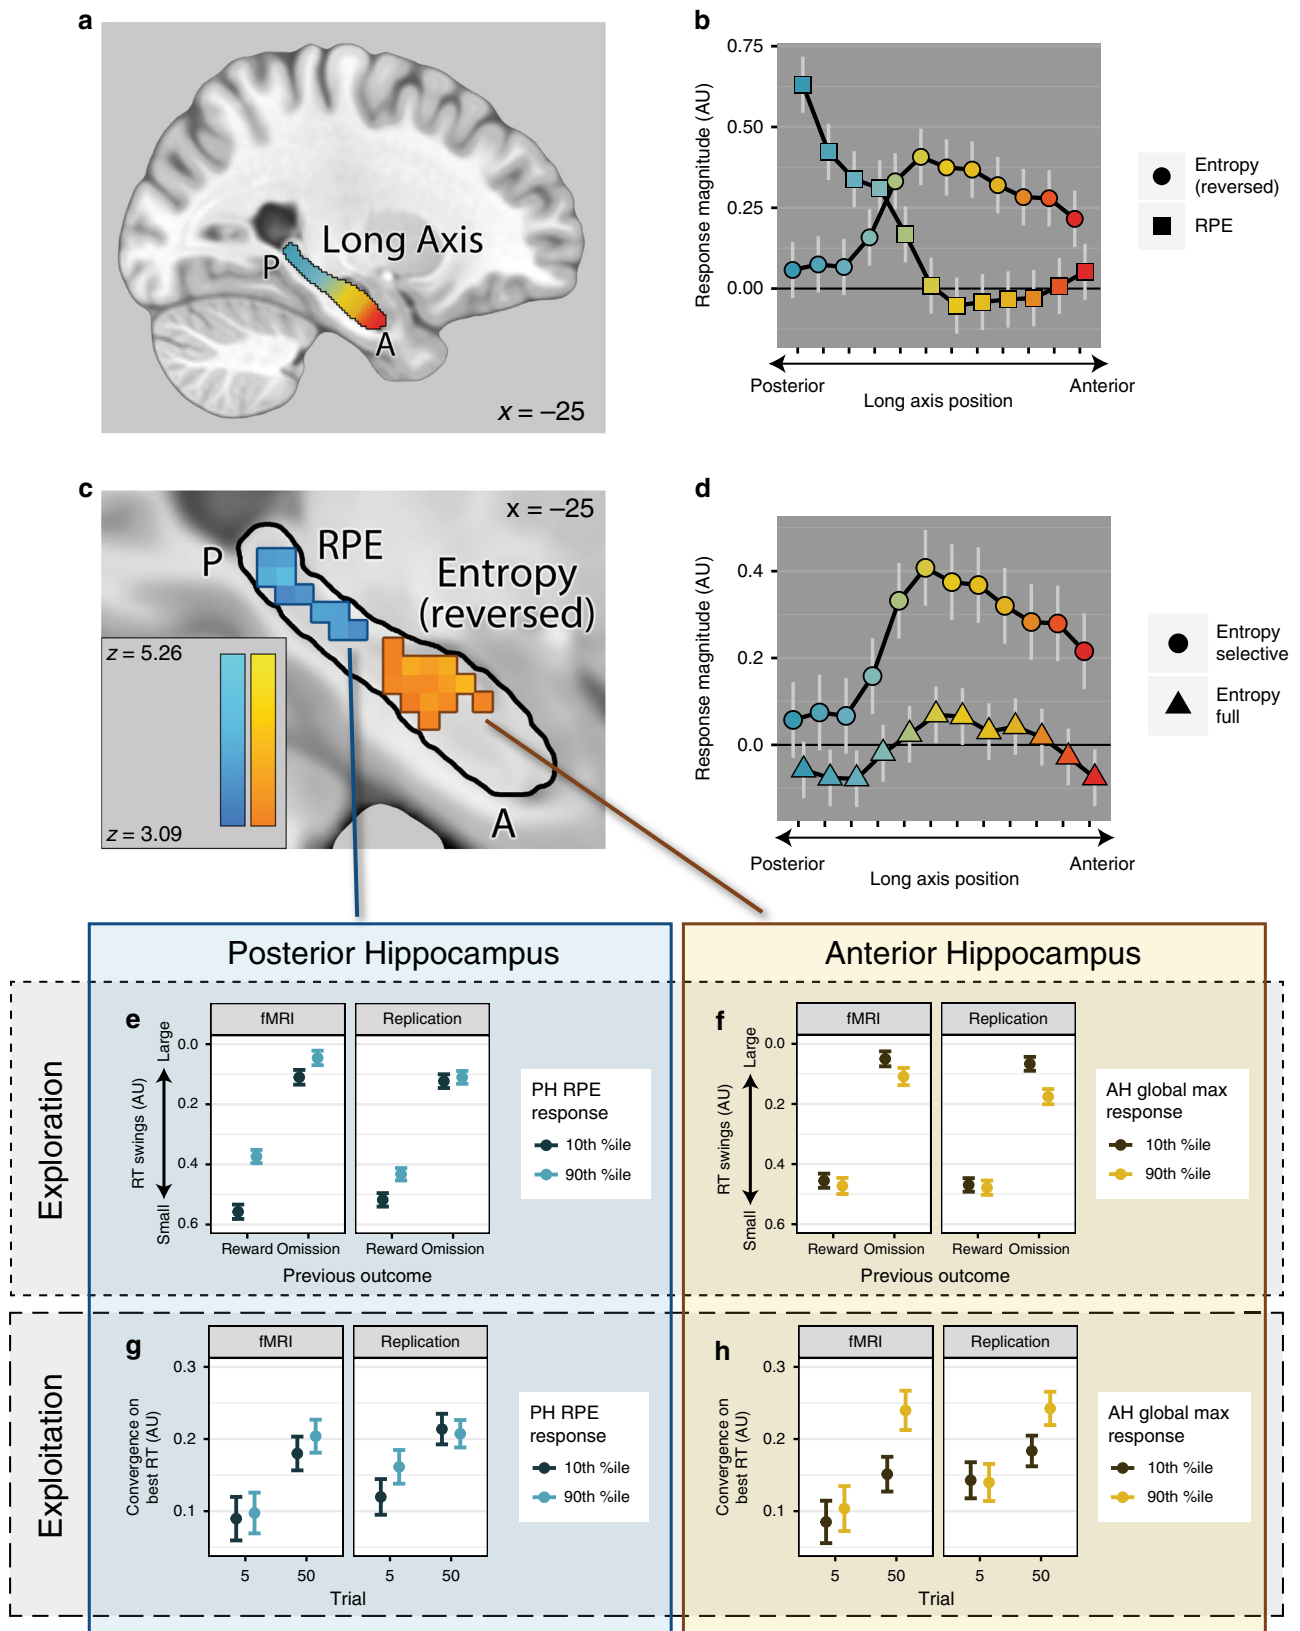 a
Long Axis
P
A
x = –25
b
0.75
0.50
0.25
0.00
Response magnitude (AU)
Posterior
Anterior
Long axis position
Entropy
(reversed)
RPE
c
x = –25
P
RPE
Entropy
(reversed)
z = 5.26
z = 3.09
A
d
0.4
0.2
0.0
Response magnitude (AU)
Posterior
Anterior
Long axis position
Entropy
selective
Entropy
full
Posterior Hippocampus
Anterior Hippocampus
Exploration
e
fMRI
Replication
0.0
0.2
0.4
0.6
Large
RT swings (AU)
Small
Reward Omission
Reward Omission
Previous outcome
PH RPE
response
10th %ile
90th %ile
f
fMRI
Replication
0.0
0.2
0.4
0.6
Large
RT swings (AU)
Small
Reward Omission
Reward Omission
Previous outcome
AH global max
response
10th %ile
90th %ile
Exploitation
g
fMRI
Replication
0.3
0.2
0.1
Convergence on
best RT (AU)
5 50
5 50
Trial
PH RPE
response
10th %ile
90th %ile
h
fMRI
Replication
0.3
0.2
0.1
Convergence on
best RT (AU)
5 50
5 50
Trial
AH global max
response
10th %ile
90th %ile